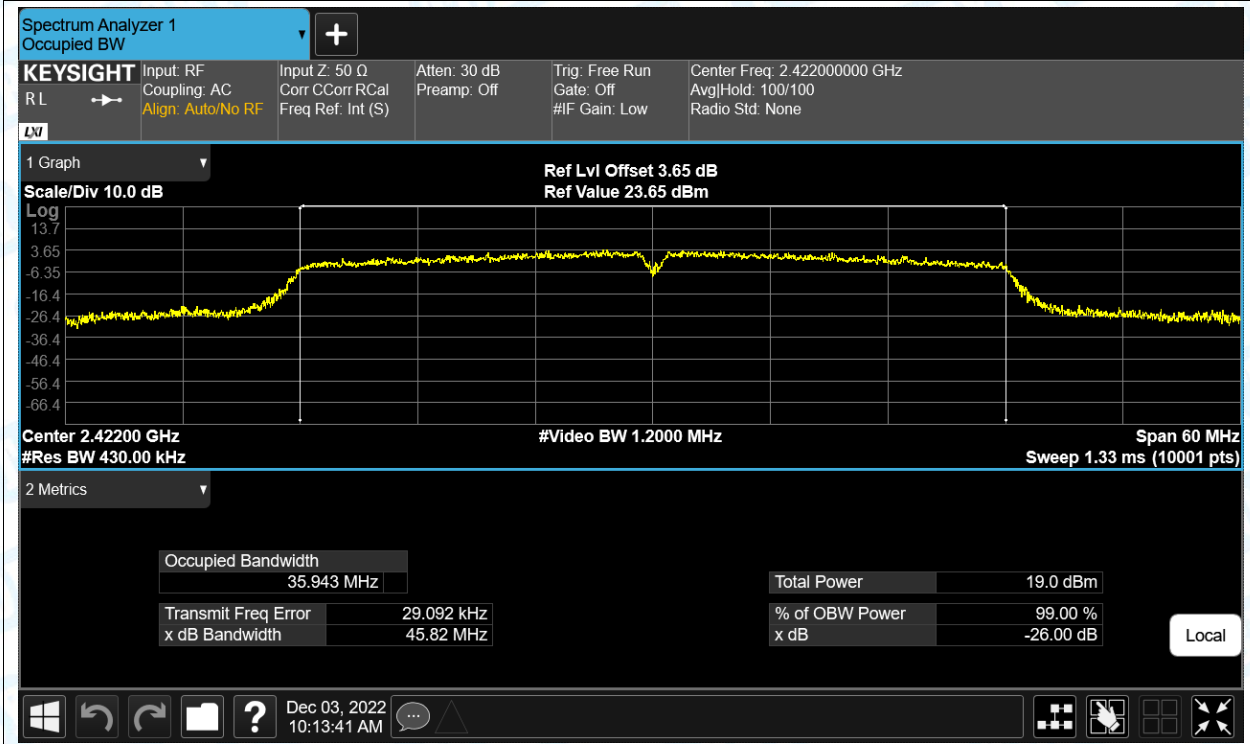 Spectrum Analyzer 1
Occupied BW
KEYSIGHT
R L
LXI
Input: RF
Coupling: AC
Align: Auto/No RF
Input Z: 50 Ω
Corr CCorr RCal
Freq Ref: Int (S)
Atten: 30 dB
Preamp: Off
Trig: Free Run
Gate: Off
#IF Gain: Low
Center Freq: 2.422000000 GHz
Avg|Hold: 100/100
Radio Std: None
1 Graph
Scale/Div 10.0 dB
Ref Lvl Offset 3.65 dB
Ref Value 23.65 dBm
Log
13.7
3.65
-6.35
-16.4
-26.4
-36.4
-46.4
-56.4
-66.4
Center 2.42200 GHz
#Video BW 1.2000 MHz
Span 60 MHz
#Res BW 430.00 kHz
Sweep 1.33 ms (10001 pts)
2 Metrics
Occupied Bandwidth
35.943 MHz
Total Power 19.0 dBm
Transmit Freq Error 29.092 kHz
% of OBW Power 99.00 %
x dB Bandwidth 45.82 MHz
x dB -26.00 dB
Local
?
Dec 03, 2022
10:13:41 AM